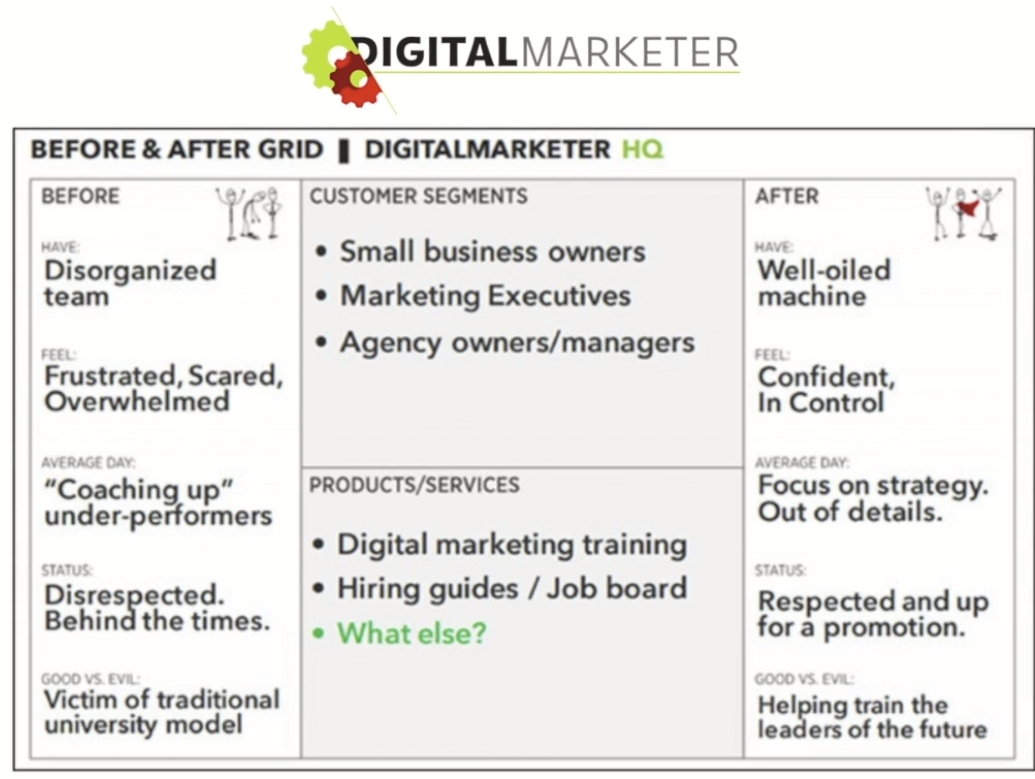 DIGITALMARKETER
BEFORE & AFTER GRID ❚ DIGITALMARKETER HQ
BEFORE
HAVE:
Disorganized
team
FEEL:
Frustrated, Scared,
Overwhelmed
AVERAGE DAY:
“Coaching up”
under-performers
STATUS:
Disrespected.
Behind the times.
GOOD VS. EVIL:
Victim of traditional
university model
CUSTOMER SEGMENTS
• Small business owners
• Marketing Executives
• Agency owners/managers
PRODUCTS/SERVICES
• Digital marketing training
• Hiring guides / Job board
• What else?
AFTER
HAVE:
Well-oiled
machine
FEEL:
Confident,
In Control
AVERAGE DAY:
Focus on strategy.
Out of details.
STATUS:
Respected and up
for a promotion.
GOOD VS. EVIL:
Helping train the
leaders of the future